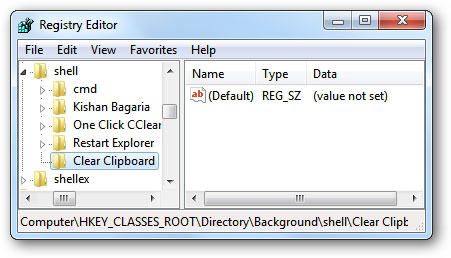 Registry Editor
File Edit View Favorites Help
shell
cmd
Kishan Bagaria
One Click CClear
Restart Explorer
Clear Clipboard
shellex
Name Type Data
ab (Default) REG_SZ (value not set)
Computer\HKEY_CLASSES_ROOT\Directory\Background\shell\Clear Clipb